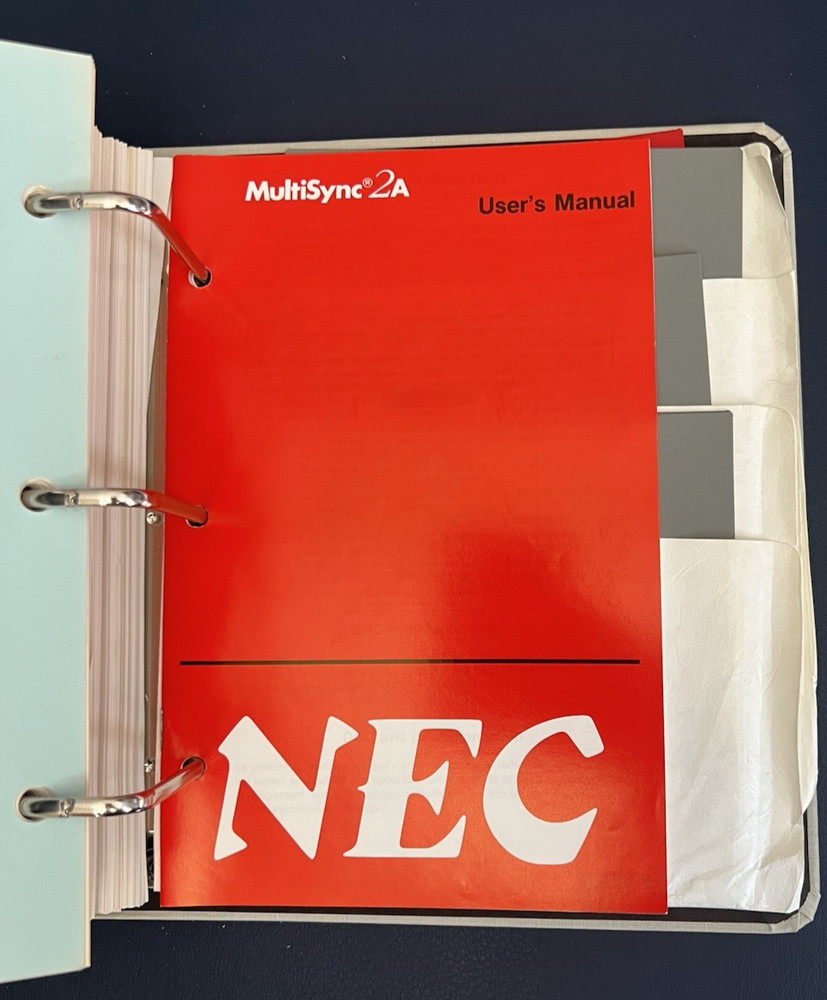 MultiSync® 2A
User's Manual
NEC